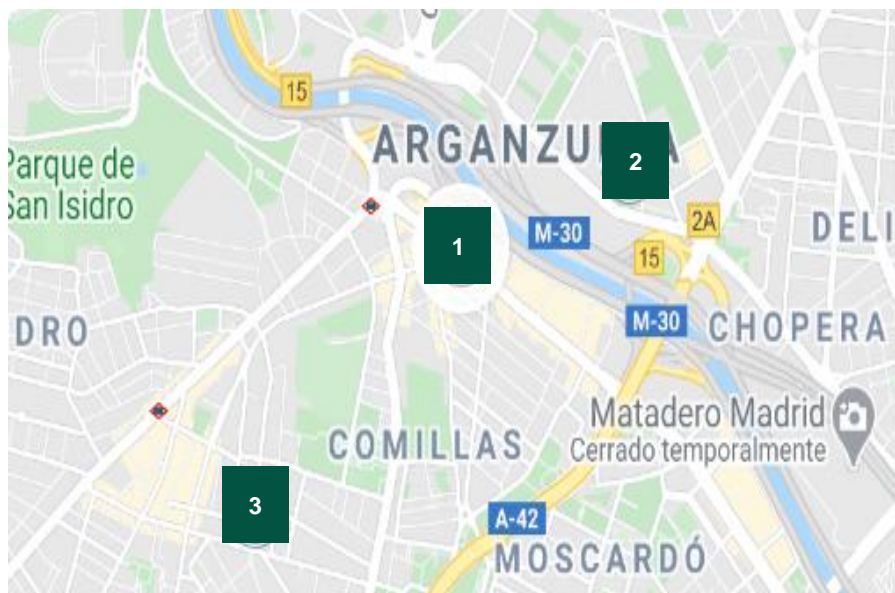 15
ARGANZU
A
2
Parque de
San Isidro
1
M-30
2A
DELI
15
M-30
CHOPERA
DRO
Matadero Madrid
Cerrado temporalmente
COMILLAS
3
A-42
MOSCARDÓ